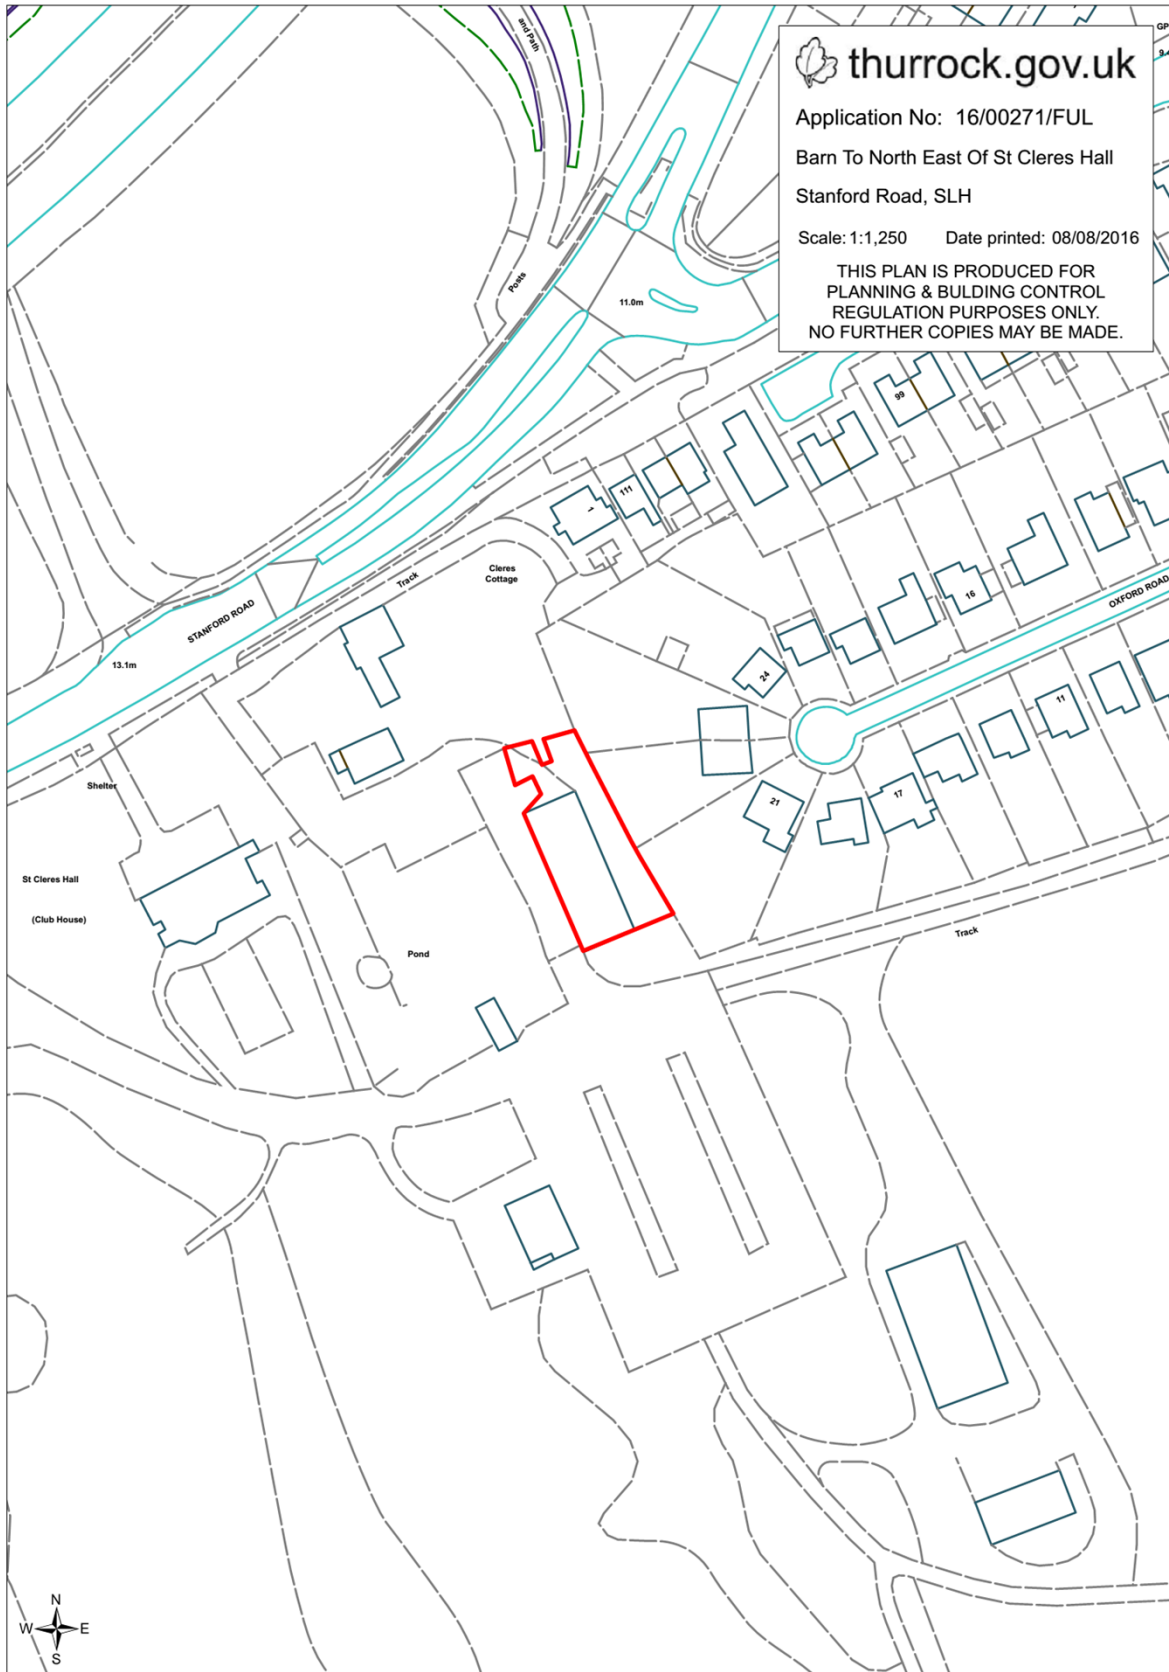 and Path
GP
thurrock.gov.uk
Application No: 16/00271/FUL
Barn To North East Of St Cleres Hall
Stanford Road, SLH
Scale: 1:1,250 Date printed: 08/08/2016
THIS PLAN IS PRODUCED FOR
PLANNING & BULDING CONTROL
REGULATION PURPOSES ONLY.
NO FURTHER COPIES MAY BE MADE.
Posts
11.0m
99
111
1
Cleres
Cottage
Track
16
OXFORD ROAD
STANFORD ROAD
13.1m
24
11
Shelter
21
17
St Cleres Hall
(Club House)
Track
Pond
N
W E
S